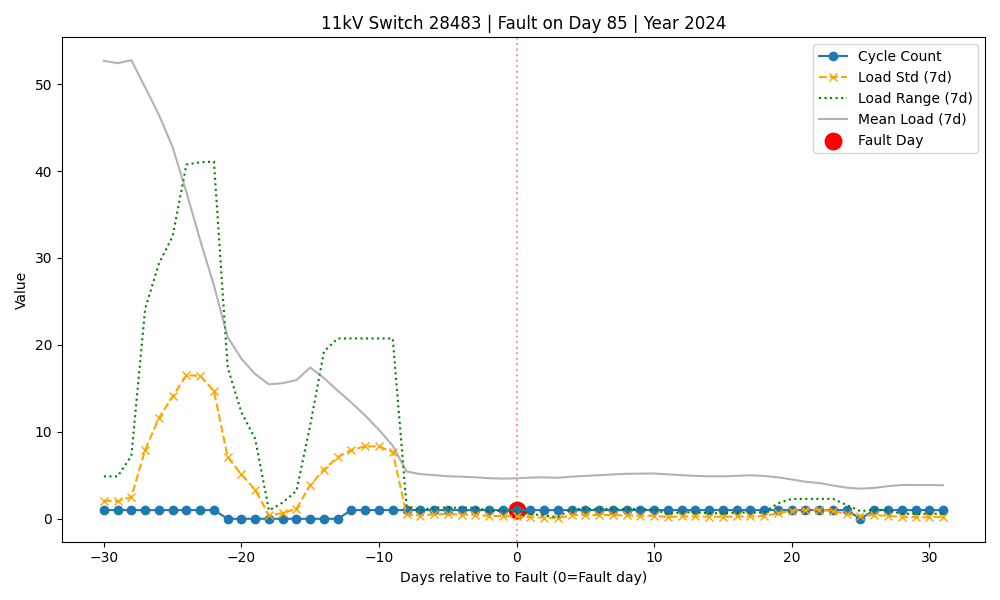 11kV Switch 28483 | Fault on Day 85 | Year 2024
Cycle Count
Load Std (7d)
Load Range (7d)
Mean Load (7d)
Fault Day
Value
50
40
30
20
10
0
−30
−20
−10
0
10
20
30
Days relative to Fault (0=Fault day)